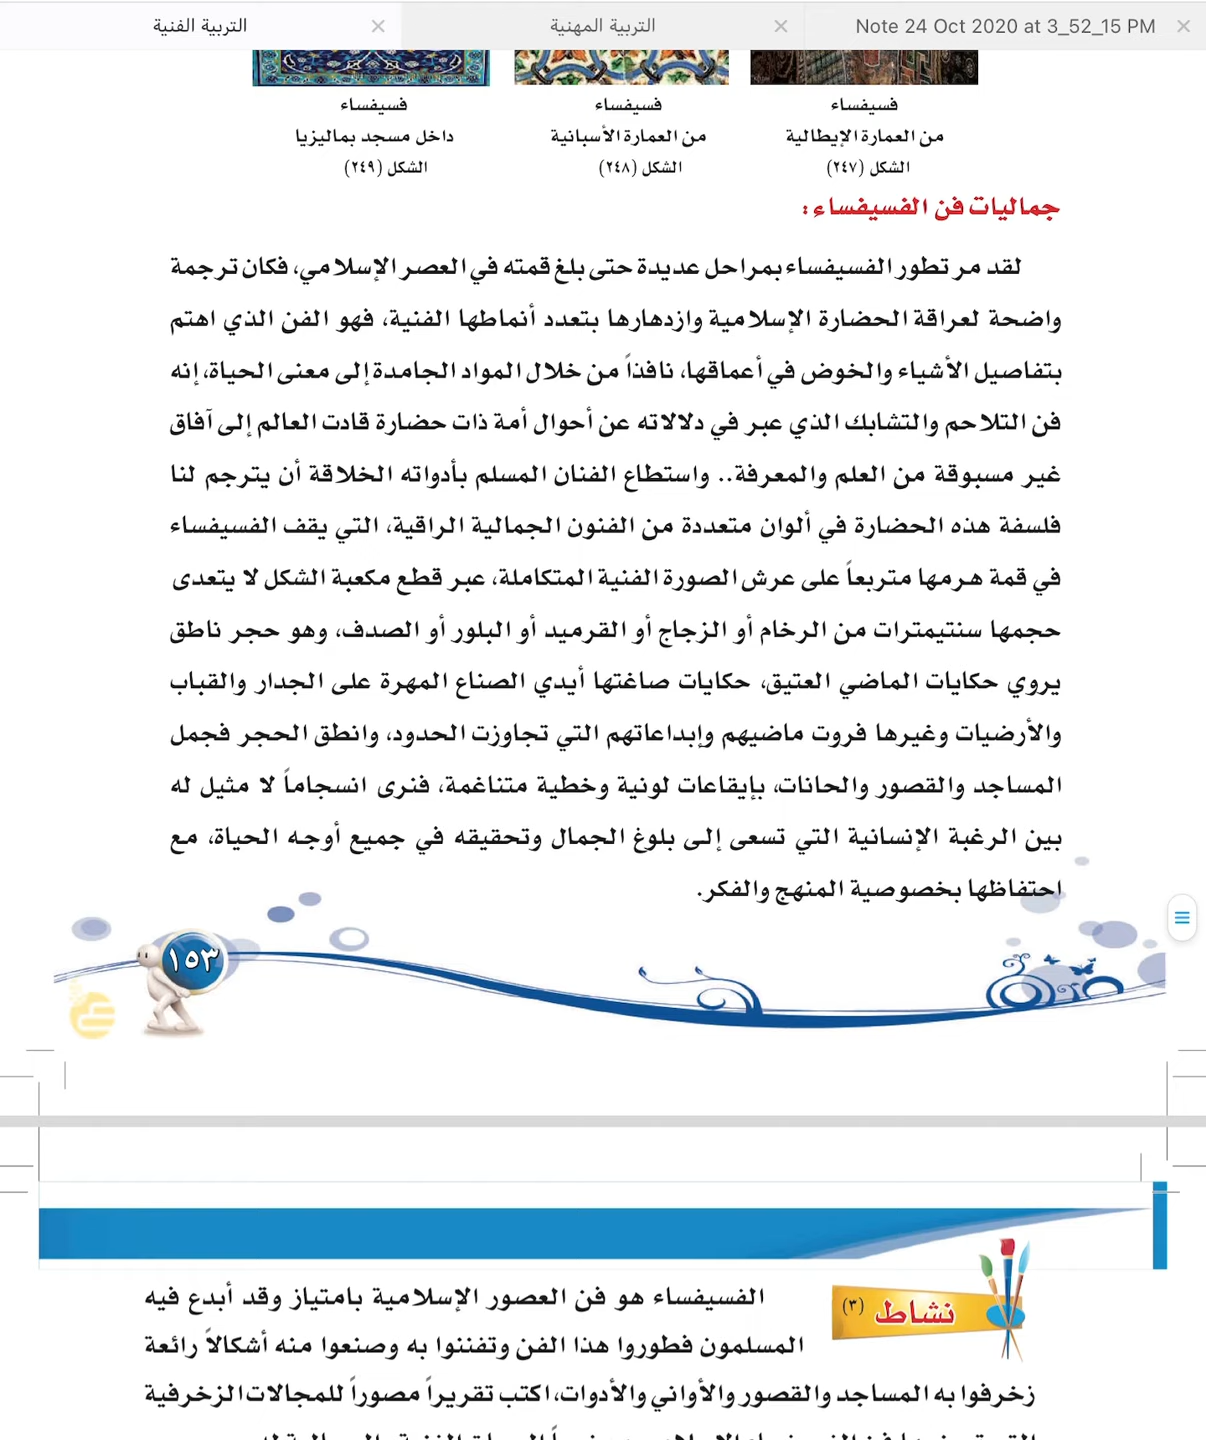 التربية الفنية
التربية المهنية
Note 24 Oct 2020 at 3_52_15 PM
فسيفساء
من العمارة الإيطالية
الشكل (٢٤٧)
فسيفساء
من العمارة الأسبانية
الشكل (٢٤٨)
فسيفساء
داخل مسجد بماليزيا
الشكل (٢٤٩)
جماليات فن الفسيفساء:
لقد مر تطور الفسيفساء بمراحل عديدة حتى بلغ قمته في العصر الإسلامي، فكان ترجمة
واضحة لعراقة الحضارة الإسلامية وازدهارها بتعدد أنماطها الفنية، فهو الفن الذي اهتم
بتفاصيل الأشياء والخوض في أعماقها، نافذاً من خلال المواد الجامدة إلى معنى الحياة، إنه
فن التلاحم والتشابك الذي عبر في دلالاته عن أحوال أمة ذات حضارة قادت العالم إلى آفاق
غير مسبوقة من العلم والمعرفة.. واستطاع الفنان المسلم بأدواته الخلاقة أن يترجم لنا
فلسفة هذه الحضارة في ألوان متعددة من الفنون الجمالية الراقية، التي يقف الفسيفساء
في قمة هرمها متربعاً على عرش الصورة الفنية المتكاملة، عبر قطع مكعبة الشكل لا يتعدى
حجمها سنتيمترات من الرخام أو الزجاج أو القرميد أو البلور أو الصدف، وهو حجر ناطق
يروي حكايات الماضي العتيق، حكايات صاغتها أيدي الصناع المهرة على الجدار والقباب
والأرضيات وغيرها فروت ماضيهم وإبداعاتهم التي تجاوزت الحدود، وانطق الحجر فجمل
المساجد والقصور والحانات، بإيقاعات لونية وخطية متناغمة، فنرى انسجاماً لا مثيل له
بين الرغبة الإنسانية التي تسعى إلى بلوغ الجمال وتحقيقه في جميع أوجه الحياة، مع
احتفاظها بخصوصية المنهج والفكر.
١٥٣
نشاط (٣)
الفسيفساء هو فن العصور الإسلامية بامتياز وقد أبدع فيه
المسلمون فطوروا هذا الفن وتفننوا به وصنعوا منه أشكالاً رائعة
زخرفوا به المساجد والقصور والأواني والأدوات، اكتب تقريراً مصوراً للمجالات الزخرفية